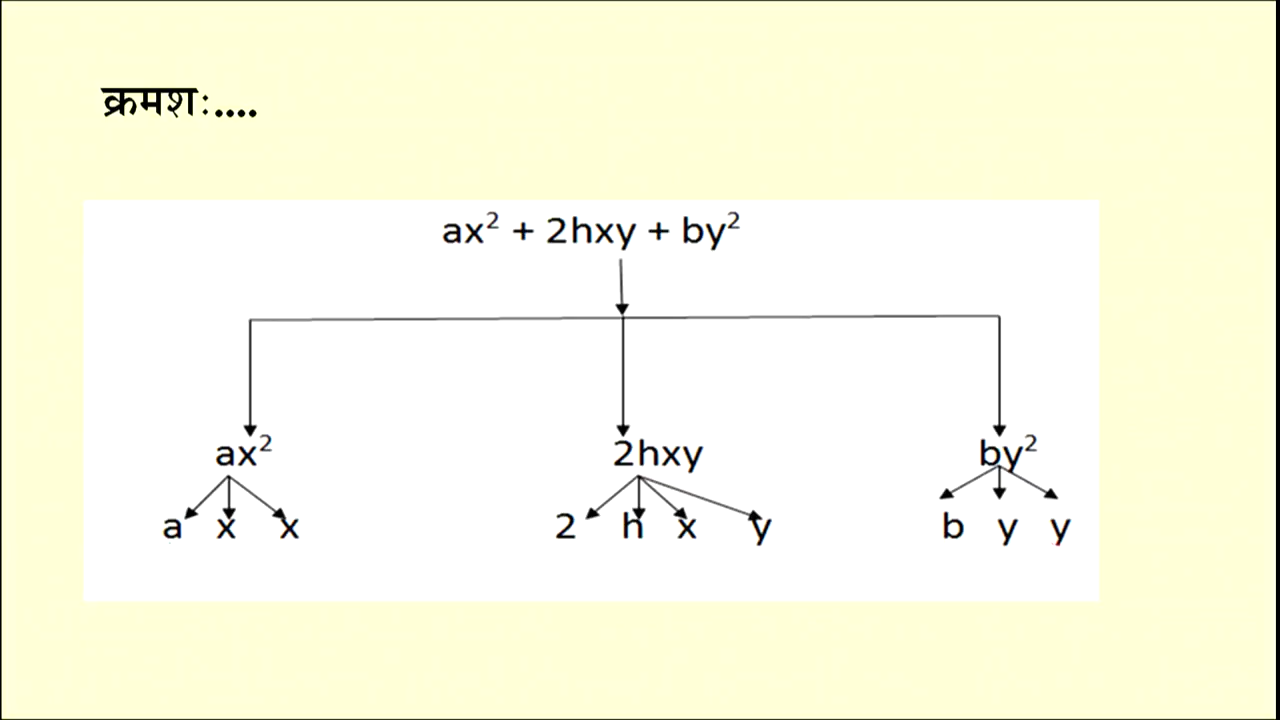 क्रमशः....
ax² + 2hxy + by²
ax² 2hxy by²
a x x 2 h x y b y y